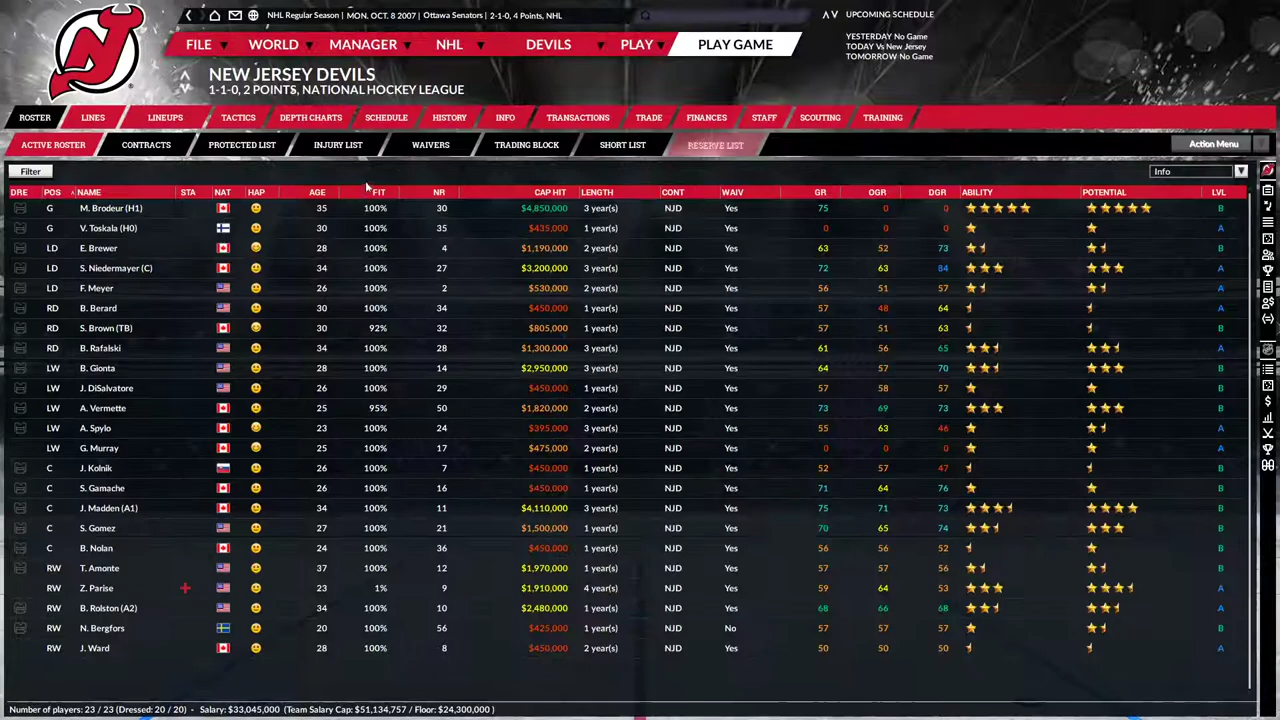 NHL Regular Season | MON. OCT. 8 2007 | Ottawa Senators | 2-1-0, 4 Points, NHL
UPCOMING SCHEDULE
YESTERDAY No Game
TODAY Vs New Jersey
TOMORROW No Game
FILE WORLD MANAGER NHL DEVILS PLAY PLAY GAME
NEW JERSEY DEVILS
1-1-0, 2 POINTS, NATIONAL HOCKEY LEAGUE
ROSTER LINES LINEUPS TACTICS DEPTH CHARTS SCHEDULE HISTORY INFO TRANSACTIONS TRADE FINANCES STAFF SCOUTING TRAINING
ACTIVE ROSTER CONTRACTS PROTECTED LIST INJURY LIST WAIVERS TRADING BLOCK SHORT LIST RESERVE LIST Action Menu
Filter Info
DRE POS NAME STA NAT HAP AGE FIT NR CAP HIT LENGTH CONT WAIV GR OGR DGR ABILITY POTENTIAL LVL
G M. Brodeur (H1) 35 100% 30 $4,850,000 3 year(s) NJD Yes 75 0 0 B
G V. Toskala (H0) 30 100% 35 $435,000 1 year(s) NJD Yes 0 0 0 A
LD E. Brewer 28 100% 4 $1,190,000 2 year(s) NJD Yes 63 52 73 B
LD S. Niedermayer (C) 34 100% 27 $3,200,000 3 year(s) NJD Yes 72 63 84 A
LD F. Meyer 26 100% 2 $530,000 2 year(s) NJD Yes 56 51 57 A
RD B. Berard 30 100% 34 $450,000 1 year(s) NJD Yes 57 48 64 A
RD S. Brown (TB) 30 92% 32 $805,000 1 year(s) NJD Yes 57 51 63 B
RD B. Rafalski 34 100% 28 $1,300,000 3 year(s) NJD Yes 61 56 65 A
LW B. Gionta 28 100% 14 $2,950,000 3 year(s) NJD Yes 64 57 70 B
LW J. DiSalvatore 26 100% 29 $450,000 1 year(s) NJD Yes 57 58 57 B
LW A. Vermette 25 95% 50 $1,820,000 2 year(s) NJD Yes 73 69 73 B
LW A. Spylo 23 100% 24 $395,000 1 year(s) NJD Yes 55 63 46 B
LW G. Murray 25 100% 17 $475,000 2 year(s) NJD Yes 0 0 0 A
C J. Kolnik 26 100% 7 $450,000 1 year(s) NJD Yes 52 57 47 B
C S. Gamache 26 100% 16 $450,000 1 year(s) NJD Yes 71 64 76 B
C J. Madden (A1) 34 100% 11 $4,110,000 3 year(s) NJD Yes 75 71 73 B
C S. Gomez 27 100% 21 $1,500,000 1 year(s) NJD Yes 70 65 74 B
C B. Nolan 24 100% 36 $450,000 1 year(s) NJD Yes 56 56 52 B
RW T. Amonte 37 100% 12 $1,970,000 1 year(s) NJD Yes 57 57 56 B
RW Z. Parise 23 1% 9 $1,910,000 4 year(s) NJD Yes 59 64 53 A
RW B. Rolston (A2) 34 100% 10 $2,480,000 1 year(s) NJD Yes 68 66 68 A
RW N. Bergfors 20 100% 56 $425,000 1 year(s) NJD No 57 57 57 B
RW J. Ward 28 100% 8 $450,000 2 year(s) NJD Yes 50 50 50 A
Number of players: 23 / 23 (Dressed: 20 / 20) - Salary: $33,045,000 (Team Salary Cap: $51,134,757 / Floor: $24,300,000 )